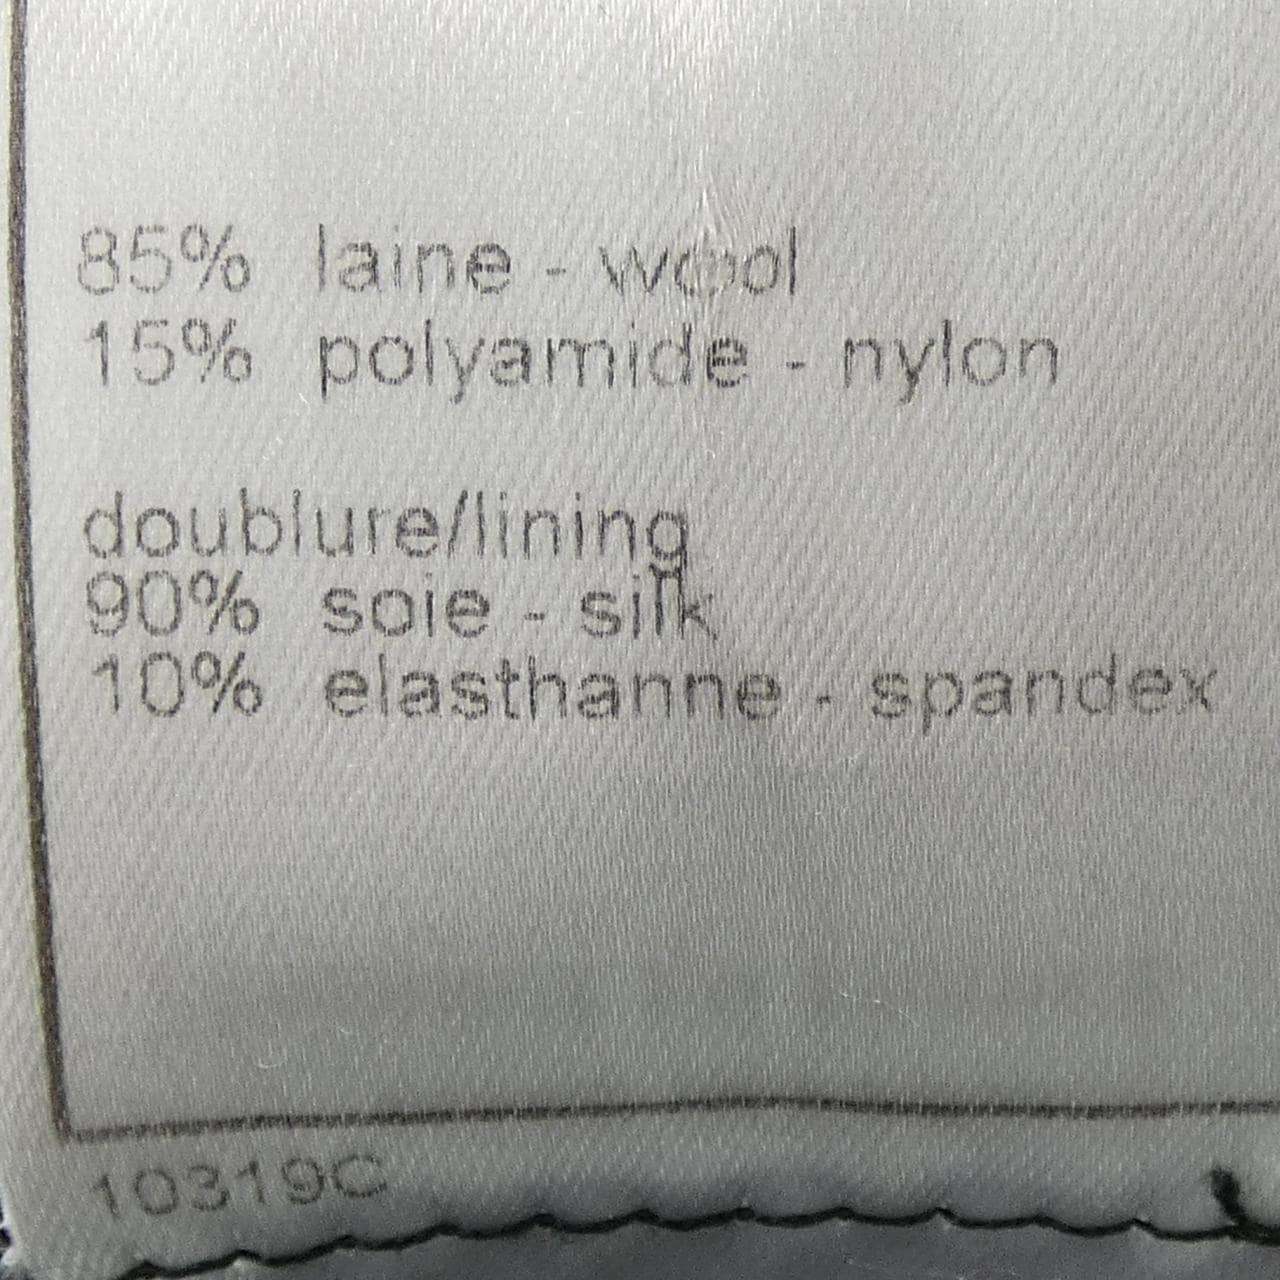 85% laine - wool
15% polyamide - nylon
doublure/lining
90% soie - silk
10% elasthanne - spandex
10319C